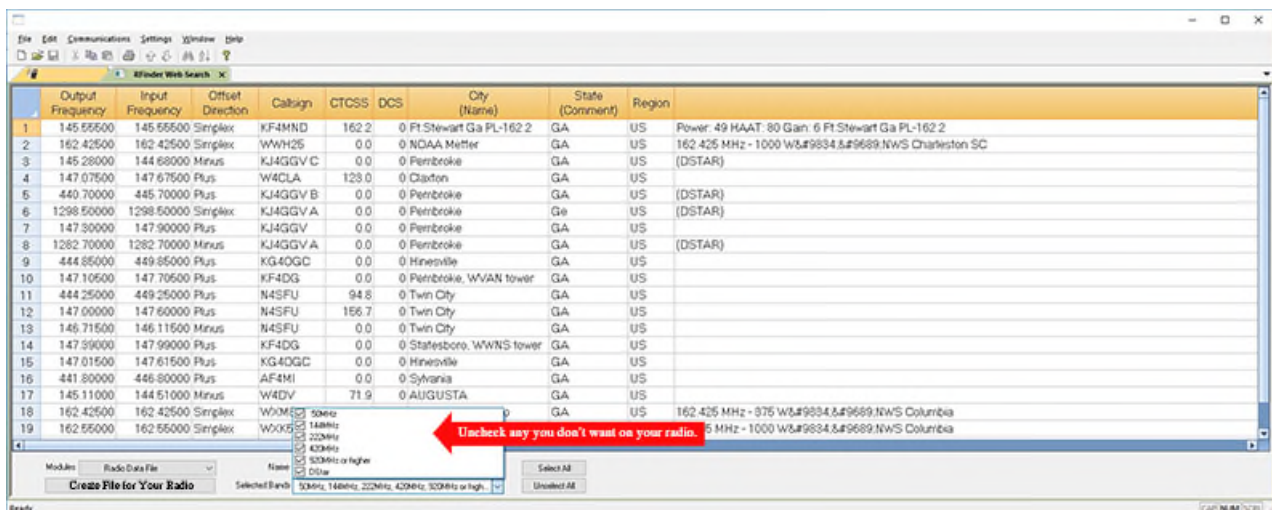 File Edit Communications Settings Window Help
RFinder Web Search X
Output Frequency Input Frequency Offset Direction Callsign CTCSS DCS City (Name) State (Comment) Region
1 145.55500 145.55500 Simplex KF4MND 162.2 0 Ft.Stewart Ga PL-162.2 GA US Power: 49 HAAT: 80 Gain: 6 Ft.Stewart Ga PL-162.2
2 162.42500 162.42500 Simplex WWH25 0.0 0 NOAA Metter GA US 162.425 MHz - 1000 W&#9834;&#9689;NWS Charleston SC
3 145.28000 144.68000 Minus KJ4GGV C 0.0 0 Pembroke GA US (DSTAR)
4 147.07500 147.67500 Plus W4CLA 123.0 0 Claxton GA US
5 440.70000 445.70000 Plus KJ4GGV B 0.0 0 Pembroke GA US (DSTAR)
6 1298.50000 1298.50000 Simplex KJ4GGV A 0.0 0 Pembroke Ge US (DSTAR)
7 147.30000 147.90000 Plus KJ4GGV 0.0 0 Pembroke GA US
8 1282.70000 1282.70000 Minus KJ4GGV A 0.0 0 Pembroke GA US (DSTAR)
9 444.85000 449.85000 Plus KG4OGC 0.0 0 Hinesville GA US
10 147.10500 147.70500 Plus KF4DG 0.0 0 Pembroke, WVAN tower GA US
11 444.25000 449.25000 Plus N4SFU 94.8 0 Twin City GA US
12 147.00000 147.60000 Plus N4SFU 156.7 0 Twin City GA US
13 146.71500 146.11500 Minus N4SFU 0.0 0 Twin City GA US
14 147.39000 147.99000 Plus KF4DG 0.0 0 Statesboro, WWNS tower GA US
15 147.01500 147.61500 Plus KG4OGC 0.0 0 Hinesville GA US
16 441.80000 446.80000 Plus AF4MI 0.0 0 Sylvania GA US
17 145.11000 144.51000 Minus W4DV 71.9 0 AUGUSTA GA US
18 162.42500 162.42500 Simplex GA US 162.425 MHz - 375 W&#9834;&#9689;NWS Columbia
19 162.55000 162.55000 Simplex MHz - 1000 W&#9834;&#9689;NWS Columbia
50MHz
144MHz
222MHz
420MHz
920MHz or higher
DStar
Uncheck any you don't want on your radio.
Modules Radio Data File Name Select All
Create File for Your Radio Selected Bands 50MHz, 144MHz, 222MHz, 420MHz, 920MHz or high... Unselect All
Ready CAP NUM SCRL